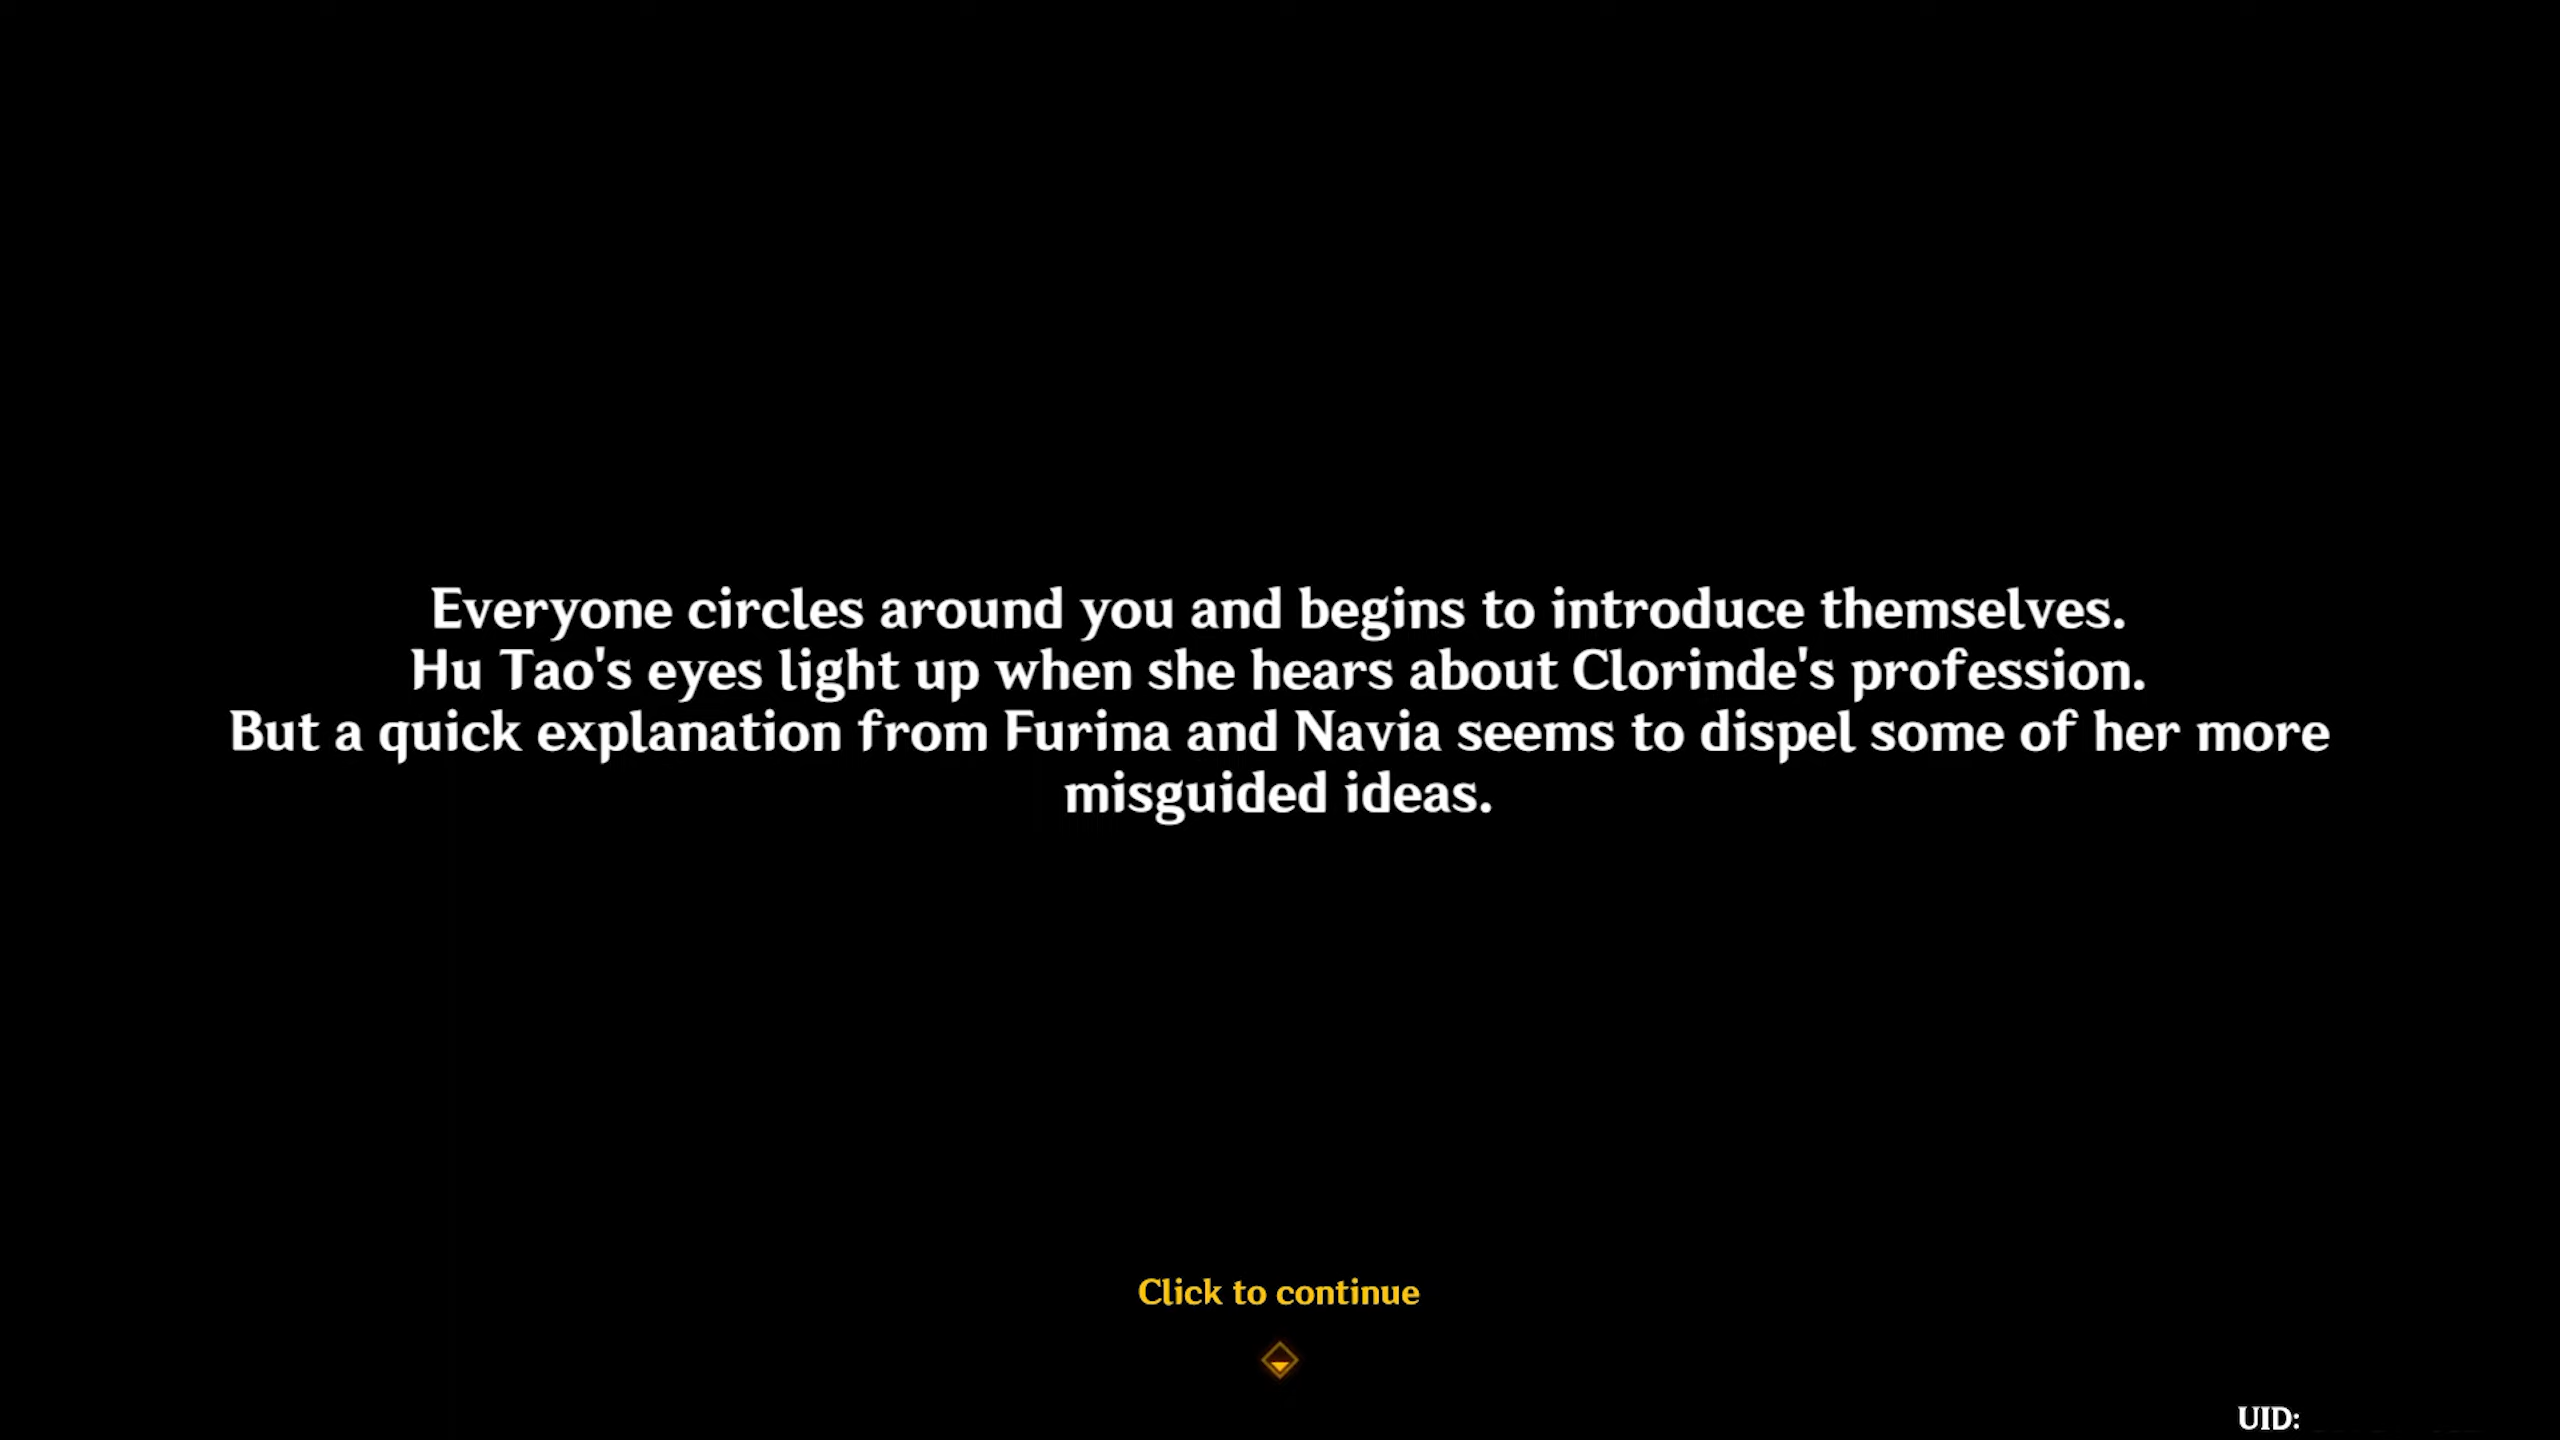 Everyone circles around you and begins to introduce themselves.
Hu Tao's eyes light up when she hears about Clorinde's profession.
But a quick explanation from Furina and Navia seems to dispel some of her more
misguided ideas.
Click to continue
UID: